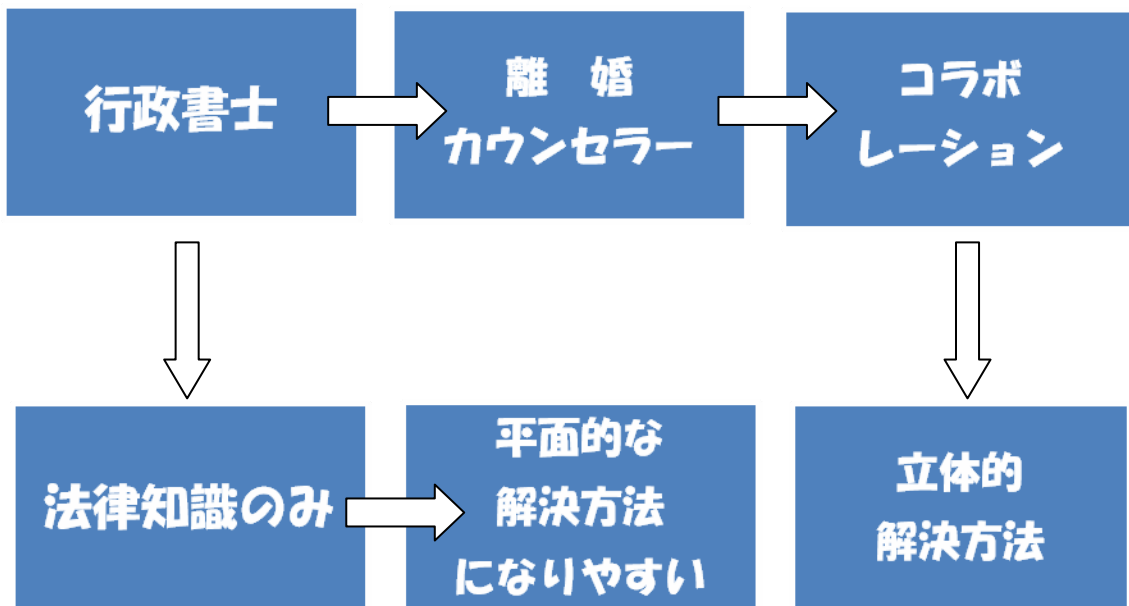 行政書士
離　婚
カウンセラー
コラボ
レーション
法律知識のみ
平面的な
解決方法
になりやすい
立体的
解決方法